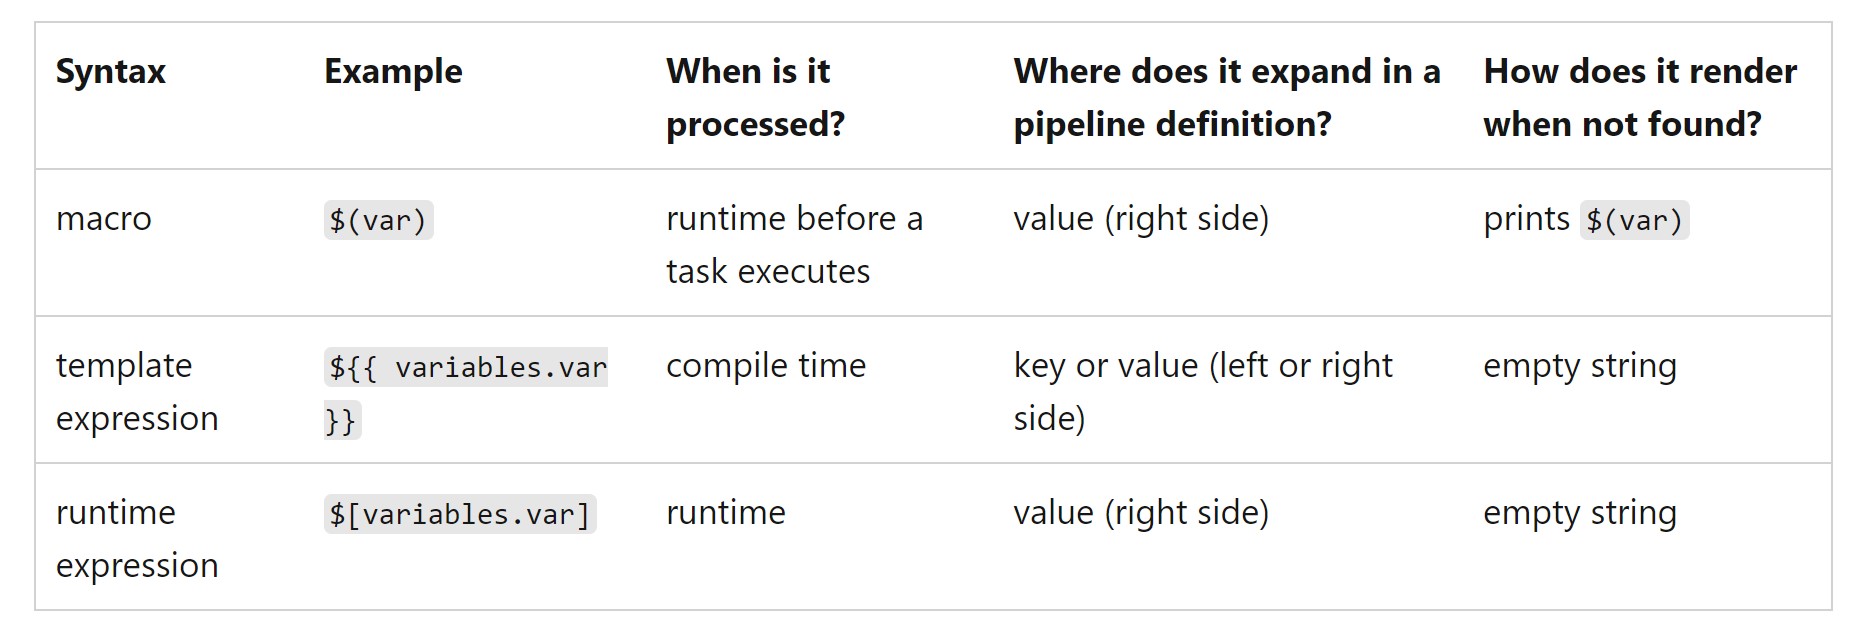 Syntax Example When is it Where does it expand in a How does it render
processed? pipeline definition? when not found?
macro $(var) runtime before a value (right side) prints $(var)
task executes
template ${{ variables.var compile time key or value (left or right empty string
expression }} side)
runtime $[variables.var] runtime value (right side) empty string
expression